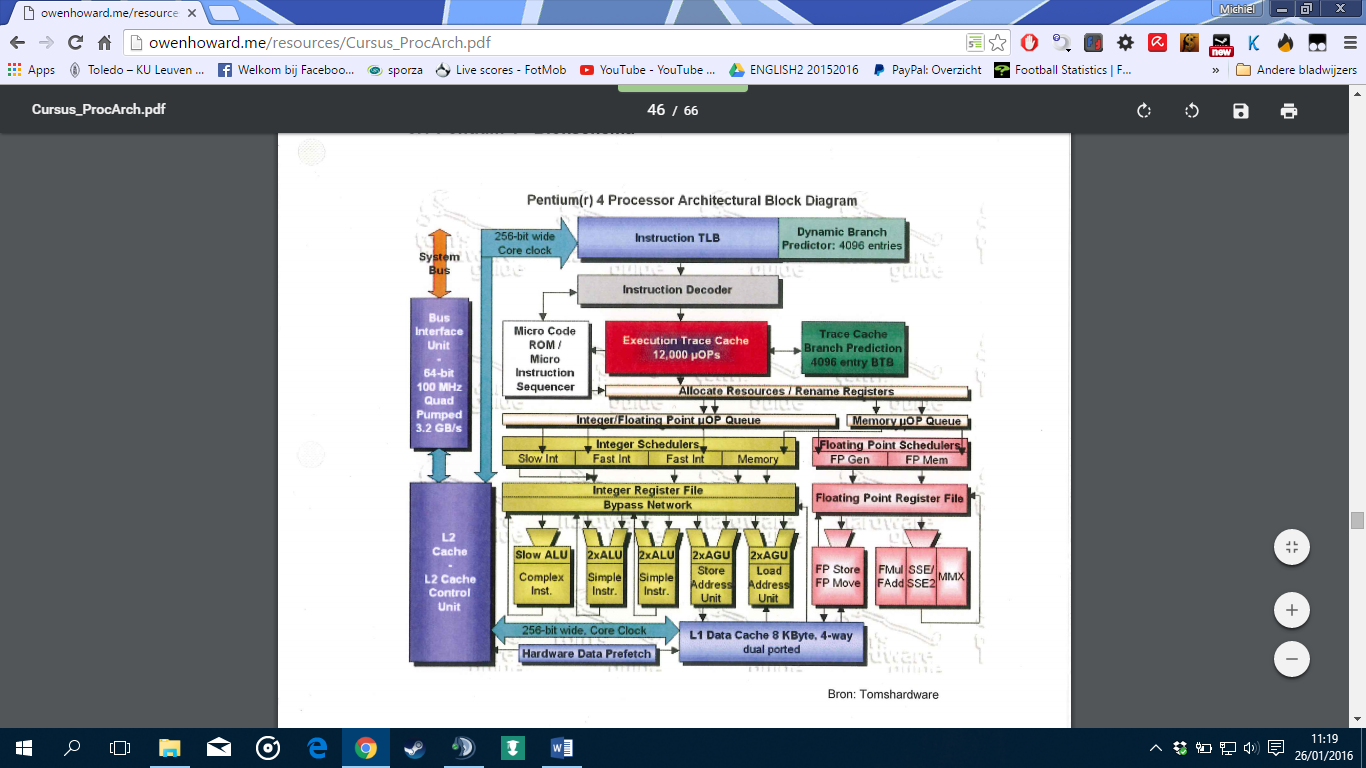 owenhoward.me/resource
Michiel
owenhoward.me/resources/Cursus_ProcArch.pdf
new
K
Apps
Toledo – KU Leuven ...
Welkom bij Faceboo...
sporza
Live scores - FotMob
YouTube - YouTube ...
ENGLISH2 20152016
PayPal: Overzicht
Football Statistics | F...
»
Andere bladwijzers
Cursus_ProcArch.pdf
46 / 66
Pentium(r) 4 Processor Architectural Block Diagram
256-bit wide
Core clock
Instruction TLB
Dynamic Branch
Predictor: 4096 entries
System
Bus
Instruction Decoder
Bus
Interface
Unit
-
64-bit
100 MHz
Quad
Pumped
3.2 GB/s
Micro Code
ROM /
Micro
Instruction
Sequencer
Execution Trace Cache
12,000 µOPs
Trace Cache
Branch Prediction
4096 entry BTB
Allocate Resources / Rename Registers
Integer/Floating Point µOP Queue
Memory µOP Queue
Integer Schedulers
Slow Int
Fast Int
Fast Int
Memory
Floating Point Schedulers
FP Gen
FP Mem
Integer Register File
Bypass Network
Floating Point Register File
L2
Cache
-
L2 Cache
Control
Unit
Slow ALU
Complex
Inst.
2xALU
Simple
Instr.
2xALU
Simple
Instr.
2xAGU
Store
Address
Unit
2xAGU
Load
Address
Unit
FP Store
FP Move
FMul
FAdd
SSE/
SSE2
MMX
256-bit wide, Core Clock
Hardware Data Prefetch
L1 Data Cache 8 KByte, 4-way
dual ported
Bron: Tomshardware
11:19
26/01/2016